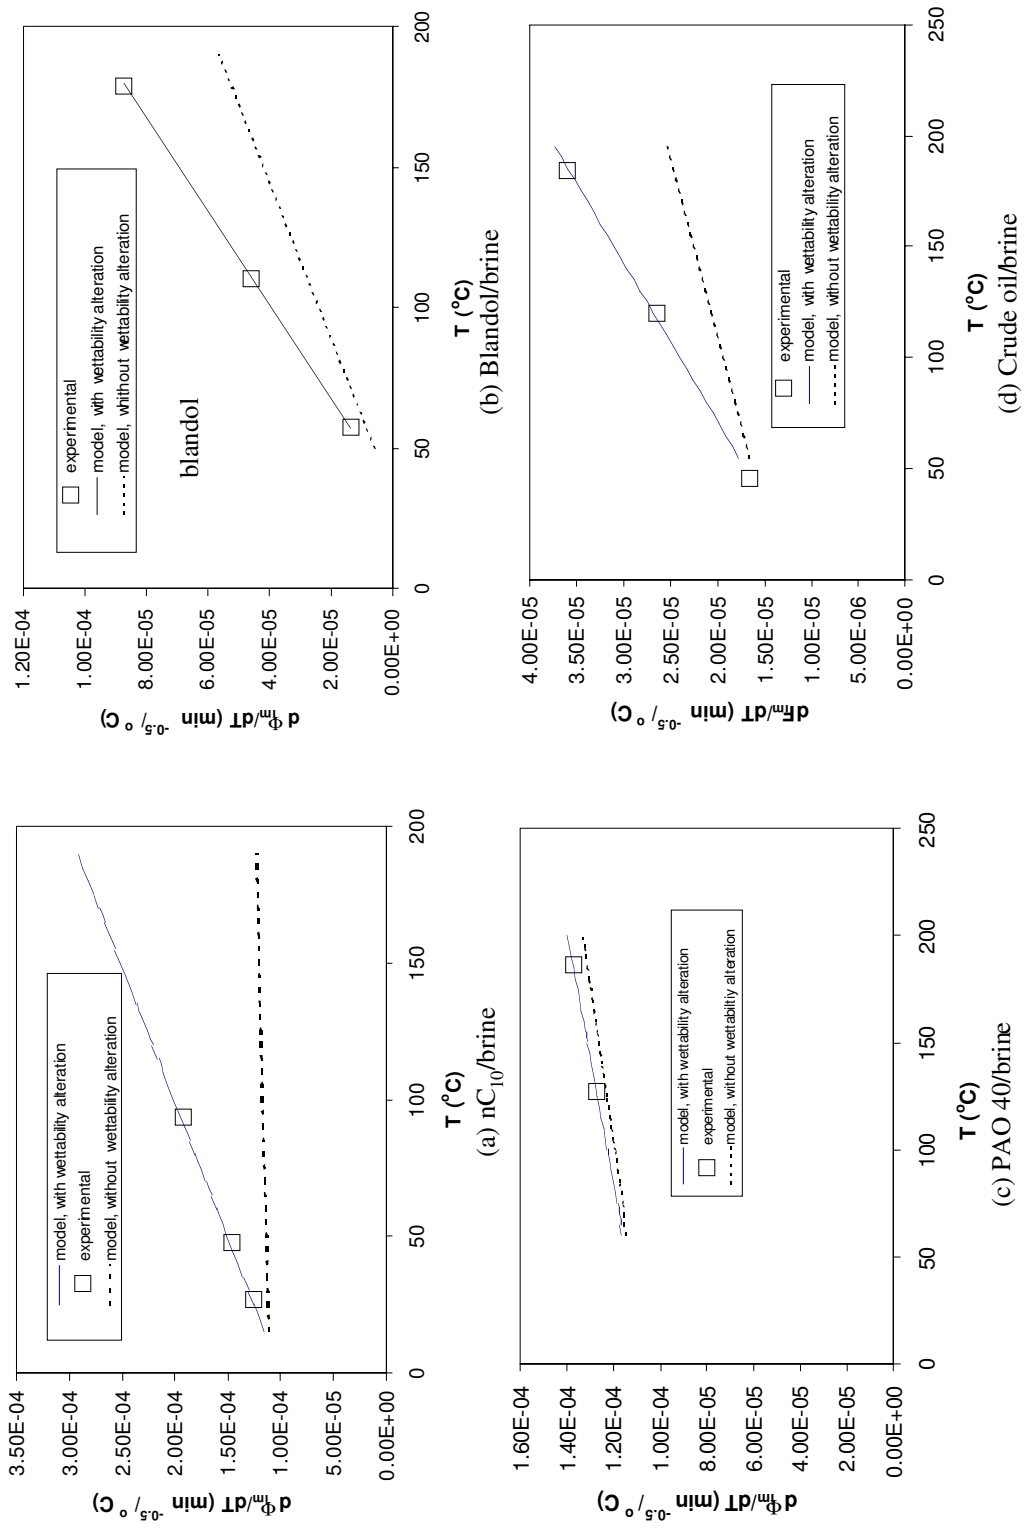 3.50E-04
3.00E-04
2.50E-04
2.00E-04
1.50E-04
1.00E-04
5.00E-05
0.00E+00
d Φm/dT (min -0.5/ o C)
model, with wettability alteration
experimental
model, without wettability alteration
0 50 100 150 200
T (oC)
(a) nC10/brine
1.20E-04
1.00E-04
8.00E-05
6.00E-05
4.00E-05
2.00E-05
0.00E+00
d Φm/dT (min -0.5/ o C)
experimental
model, with wettability alteration
model, whithout wettability alteration
blandol
0 50 100 150 200
T (oC)
(b) Blandol/brine
1.60E-04
1.40E-04
1.20E-04
1.00E-04
8.00E-05
6.00E-05
4.00E-05
2.00E-05
0.00E+00
d Φm/dT (min -0.5/ o C)
model, with wettability alteration
experimental
model, without wettabiltiy alteration
0 50 100 150 200 250
T (oC)
(c) PAO 40/brine
4.00E-05
3.50E-05
3.00E-05
2.50E-05
2.00E-05
1.50E-05
1.00E-05
5.00E-06
0.00E+00
dFm/dT (min -0.5/ o C)
experimental
model, with wettability alteration
model, without wettability alteration
0 50 100 150 200 250
T (oC)
(d) Crude oil/brine